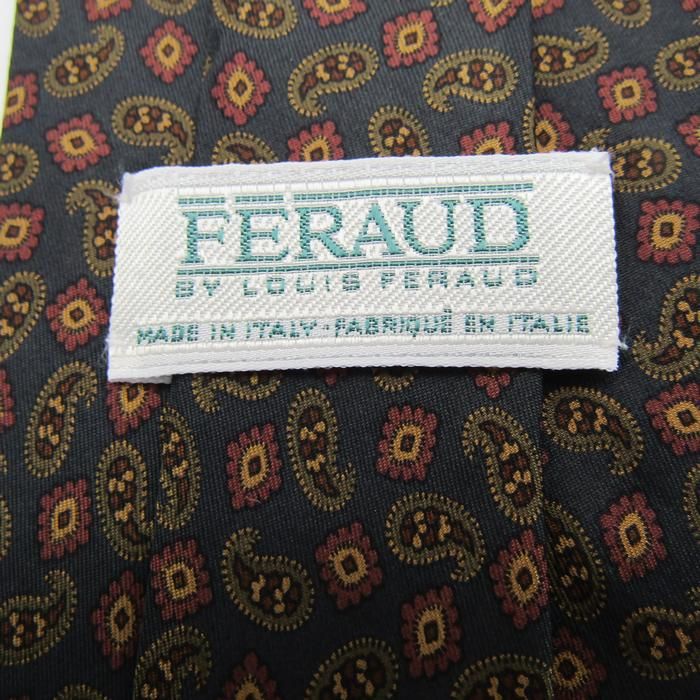 FERAUD
BY LOUIS FERAUD
MADE IN ITALY - FABRIQUÉ EN ITALIE